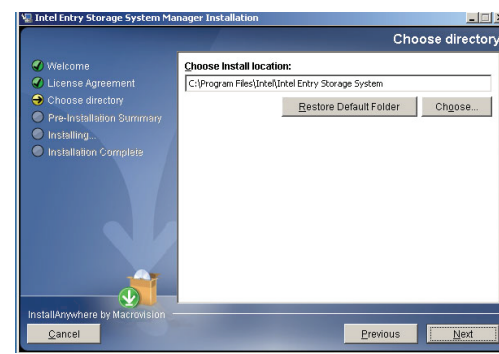 Intel Entry Storage System Manager Installation
Choose directory
Welcome
License Agreement
Choose directory
Pre-Installation Summary
Installing...
Installation Complete
Choose Install location:
C:\Program Files\Intel\Intel Entry Storage System
Restore Default Folder
Choose...
InstallAnywhere by Macrovision
Cancel
Previous
Next